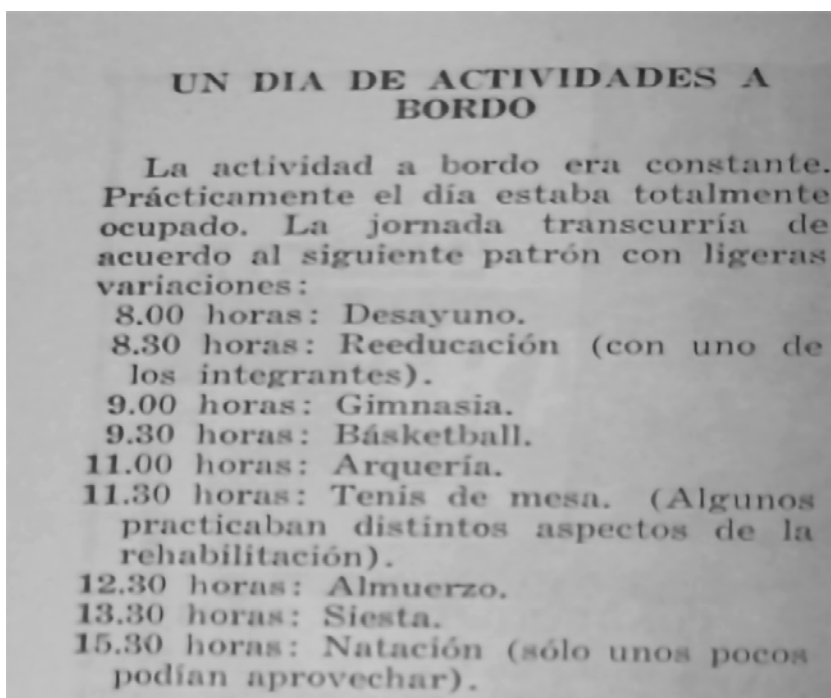 UN DIA DE ACTIVIDADES A
BORDO
La actividad a bordo era constante.
Prácticamente el día estaba totalmente
ocupado. La jornada transcurría de
acuerdo al siguiente patrón con ligeras
variaciones:
8.00 horas: Desayuno.
8.30 horas: Reeducación (con uno de
los integrantes).
9.00 horas: Gimnasia.
9.30 horas: Básketball.
11.00 horas: Arquería.
11.30 horas: Tenis de mesa. (Algunos
practicaban distintos aspectos de la
rehabilitación).
12.30 horas: Almuerzo.
13.30 horas: Siesta.
15.30 horas: Natación (sólo unos pocos
podían aprovechar).